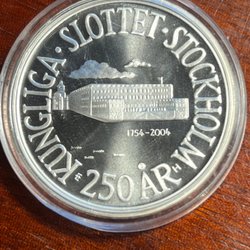 KUNGLIGA · SLOTTET · STOCKHOLM
1754-2004
250 ÅR